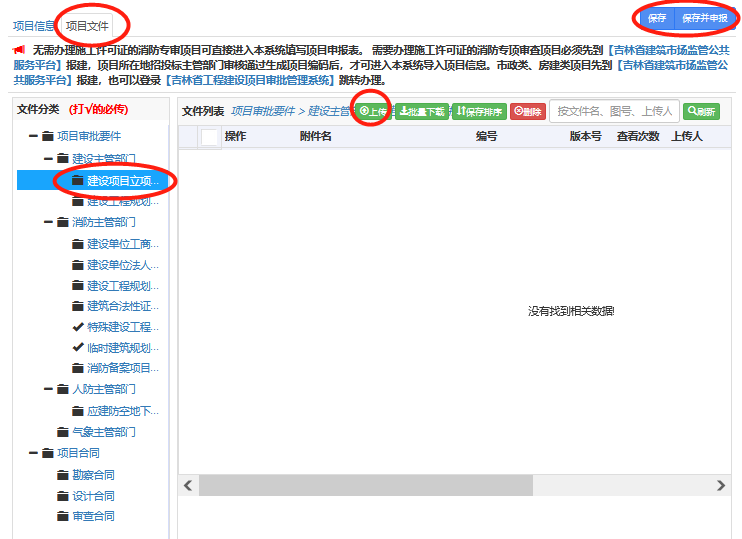 项目信息 项目文件 保存 保存并申报
无需办理施工许可证的消防专审项目可直接进入本系统填写项目申报表。 需要办理施工许可证的消防专项审查项目必须先到【吉林省建筑市场监管公共
服务平台】报建，项目所在地招投标主管部门审核通过生成项目编码后，才可进入本系统导入项目信息。市政类、房建类项目先到【吉林省建筑市场监管公
共服务平台】报建，也可以登录【吉林省工程建设项目审批管理系统】跳转办理。
文件分类 (打√的必传)
项目审批要件
建设主管部门
建设项目立项...
建设工程规划...
消防主管部门
建设单位工商...
建设单位法人...
建设工程规划...
建筑合法性证...
特殊建设工程...
临时建筑规划...
消防备案项目...
人防主管部门
应建防空地下...
气象主管部门
项目合同
勘察合同
设计合同
审查合同
文件列表 项目审批要件 > 建设主管 上传 批量下载 保存排序 删除 按文件名、图号、上传人 刷新
操作 附件名 编号 版本号 查看次数 上传人
没有找到相关数据!